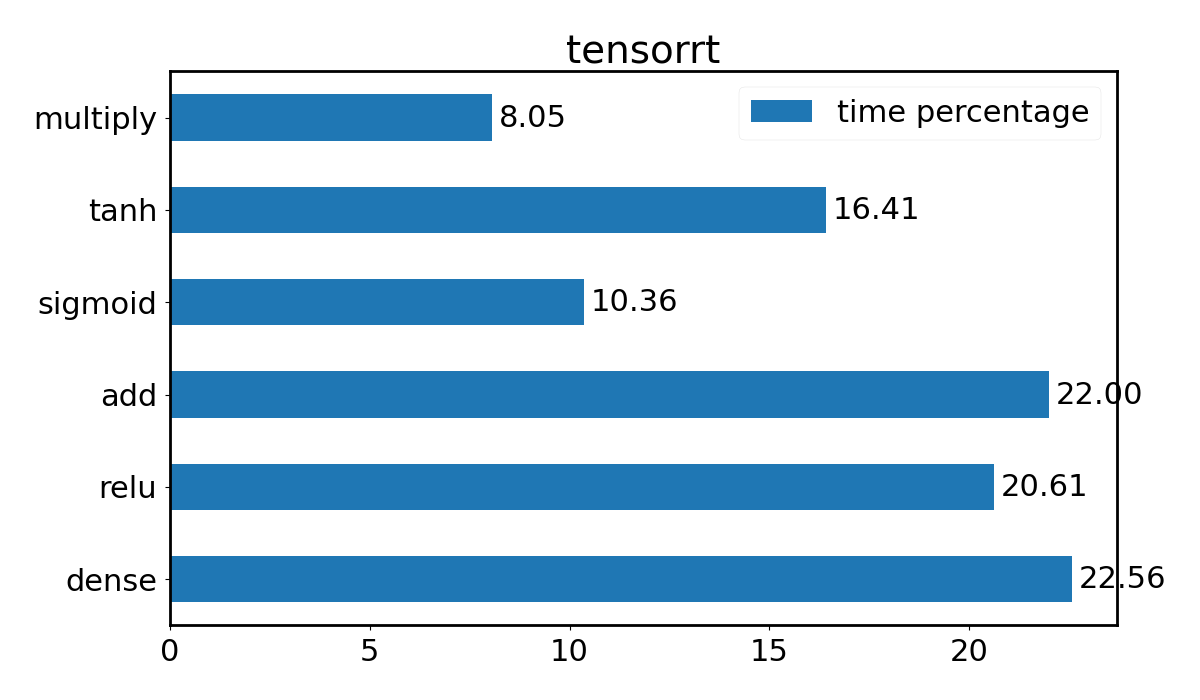 tensorrt
time percentage
multiply 8.05
tanh 16.41
sigmoid 10.36
add 22.00
relu 20.61
dense 22.56
0 5 10 15 20